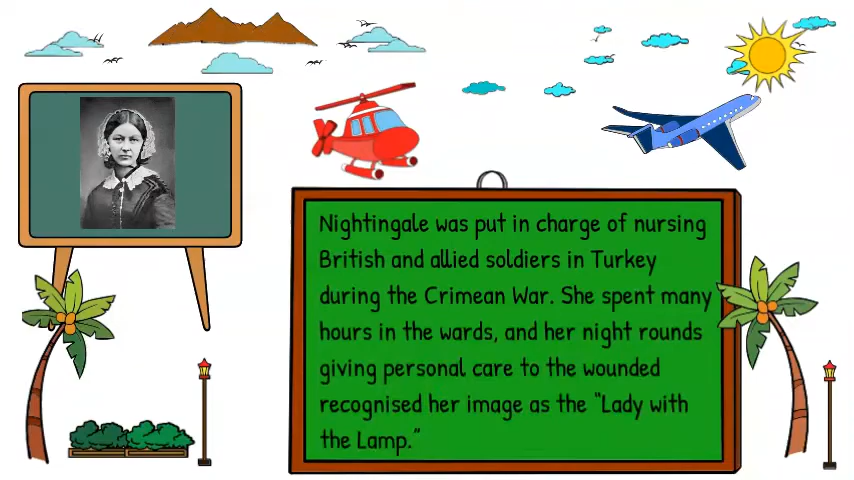 Nightingale was put in charge of nursing
British and allied soldiers in Turkey
during the Crimean War. She spent many
hours in the wards, and her night rounds
giving personal care to the wounded
recognised her image as the “Lady with
the Lamp.”